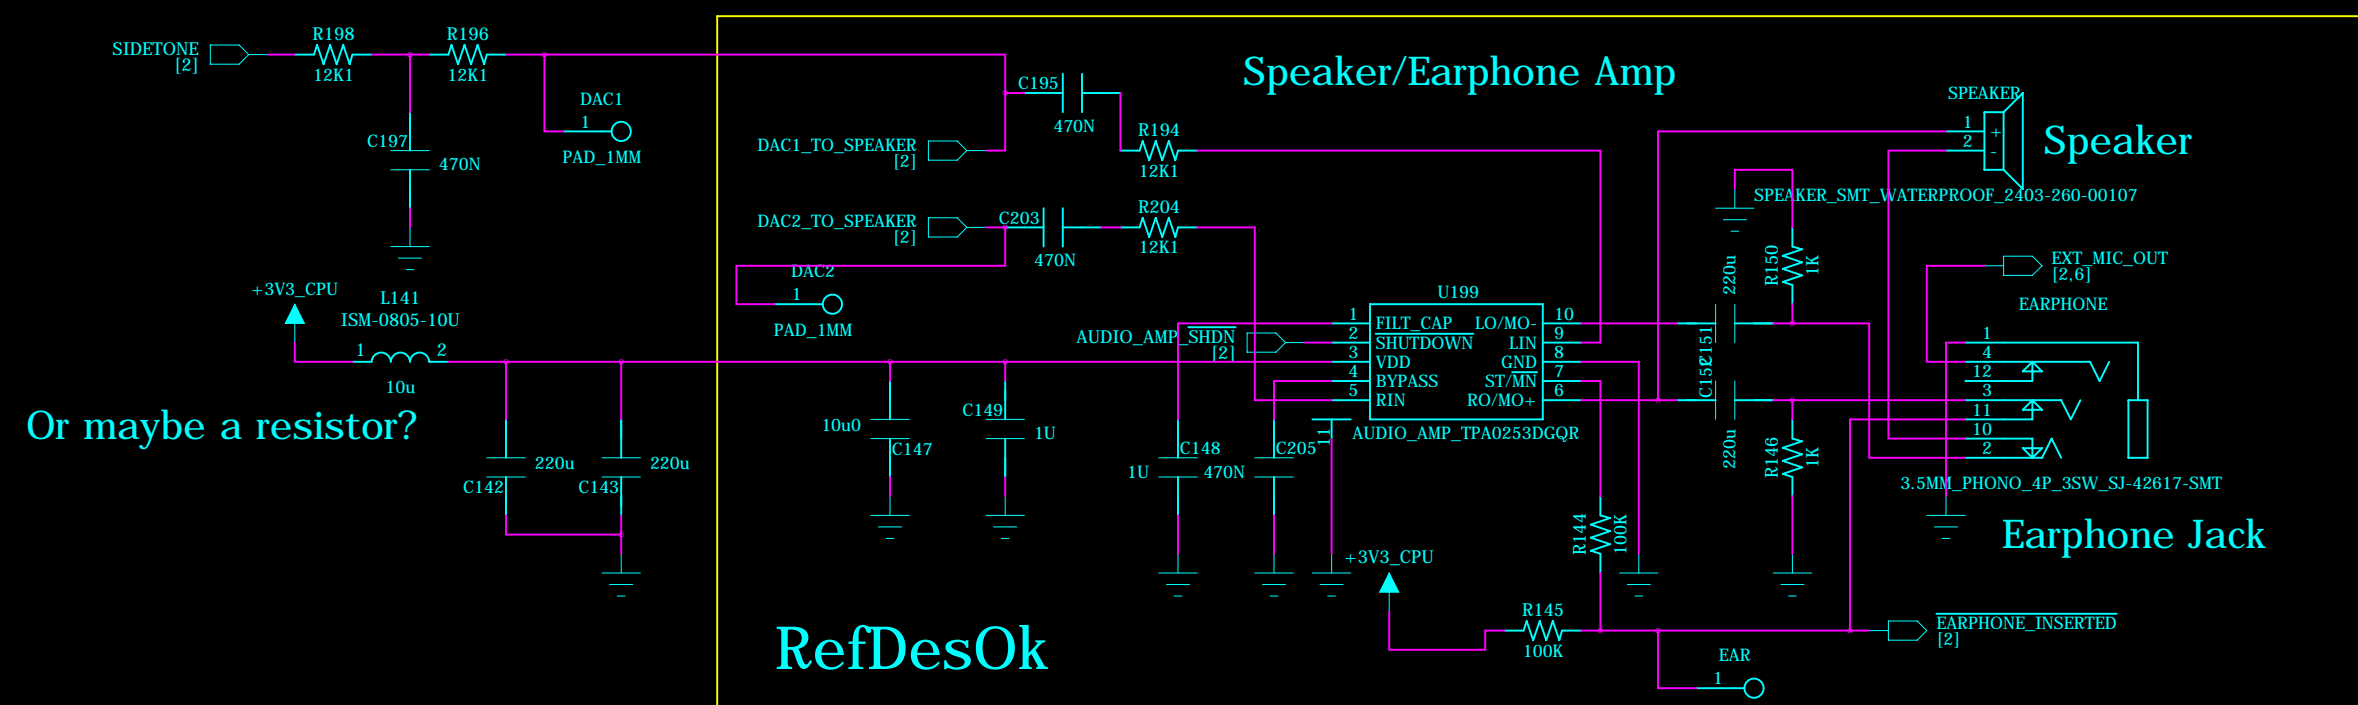 SIDETONE
[2]
R198
12K1
R196
12K1
C197
470N
DAC1
1
PAD_1MM
Speaker/Earphone Amp
C195
470N
DAC1_TO_SPEAKER
[2]
R194
12K1
DAC2_TO_SPEAKER
[2]
C203
470N
R204
12K1
DAC2
1
PAD_1MM
SPEAKER
1
2
+
-
Speaker
SPEAKER_SMT_WATERPROOF_2403-260-00107
+3V3_CPU
L141
ISM-0805-10U
1
2
10u
Or maybe a resistor?
220u
C142
220u
C143
10u0
C147
C149
1U
AUDIO_AMP_SHDN
[2]
U199
1
FILT_CAP
LO/MO-
10
2
SHUTDOWN
LIN
9
3
VDD
GND
8
4
BYPASS
ST/MN
7
5
RIN
RO/MO+
6
11
AUDIO_AMP_TPA0253DGQR
C148
1U
C205
470N
220u
C151
C152
220u
R150
1K
R146
1K
EXT_MIC_OUT
[2,6]
EARPHONE
1
4
12
3
11
10
2
3.5MM_PHONO_4P_3SW_SJ-42617-SMT
Earphone Jack
R144
100K
+3V3_CPU
R145
100K
EARPHONE_INSERTED
[2]
EAR
1
RefDesOk